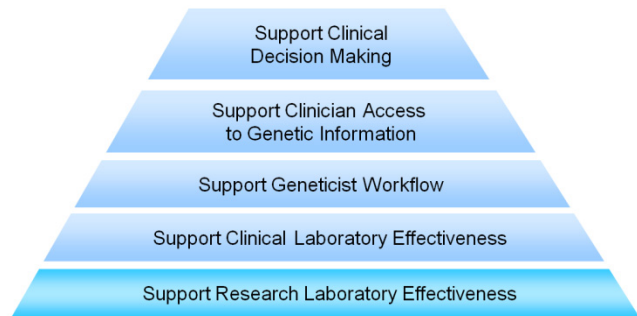 Support Clinical
Decision Making
Support Clinician Access
to Genetic Information
Support Geneticist Workflow
Support Clinical Laboratory Effectiveness
Support Research Laboratory Effectiveness